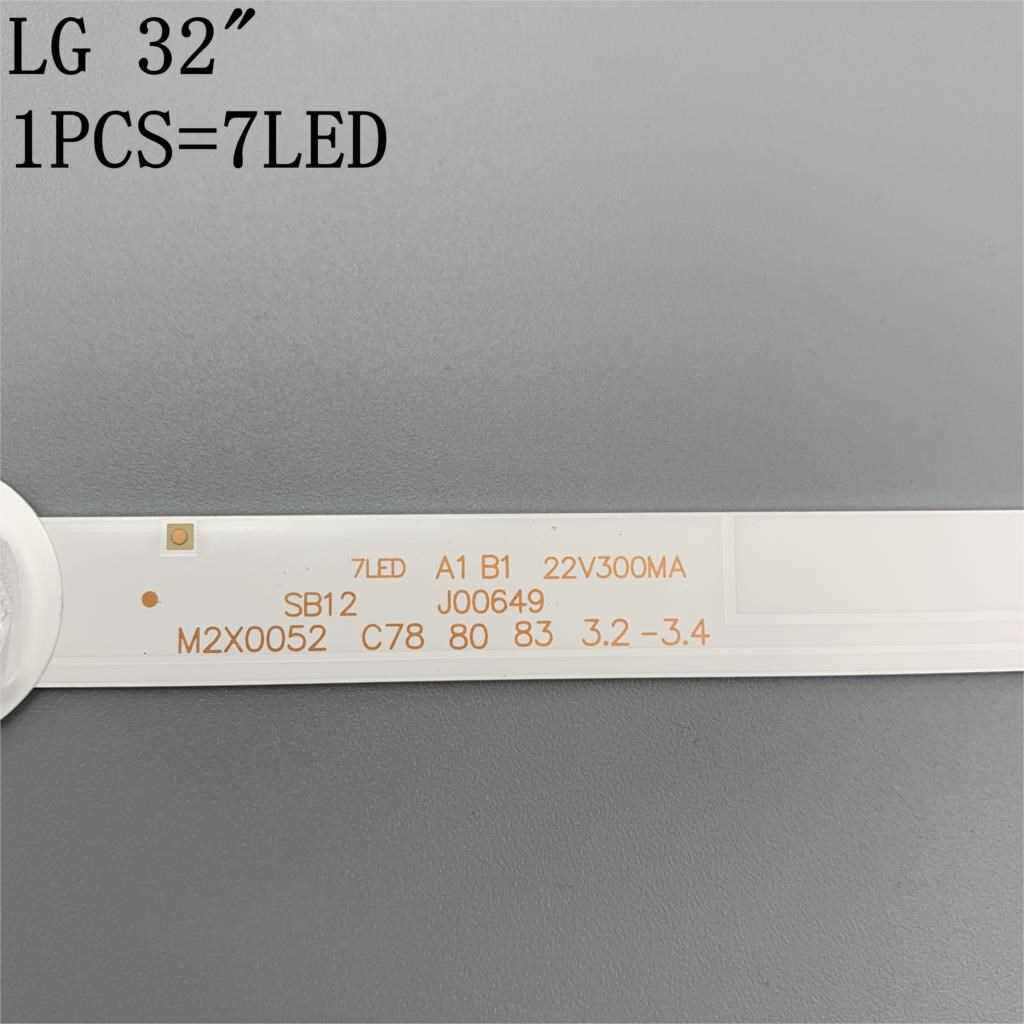 LG 32"
1PCS=7LED
7LED A1 B1 22V300MA
SB12 J00649
M2X0052 C78 80 83 3.2-3.4